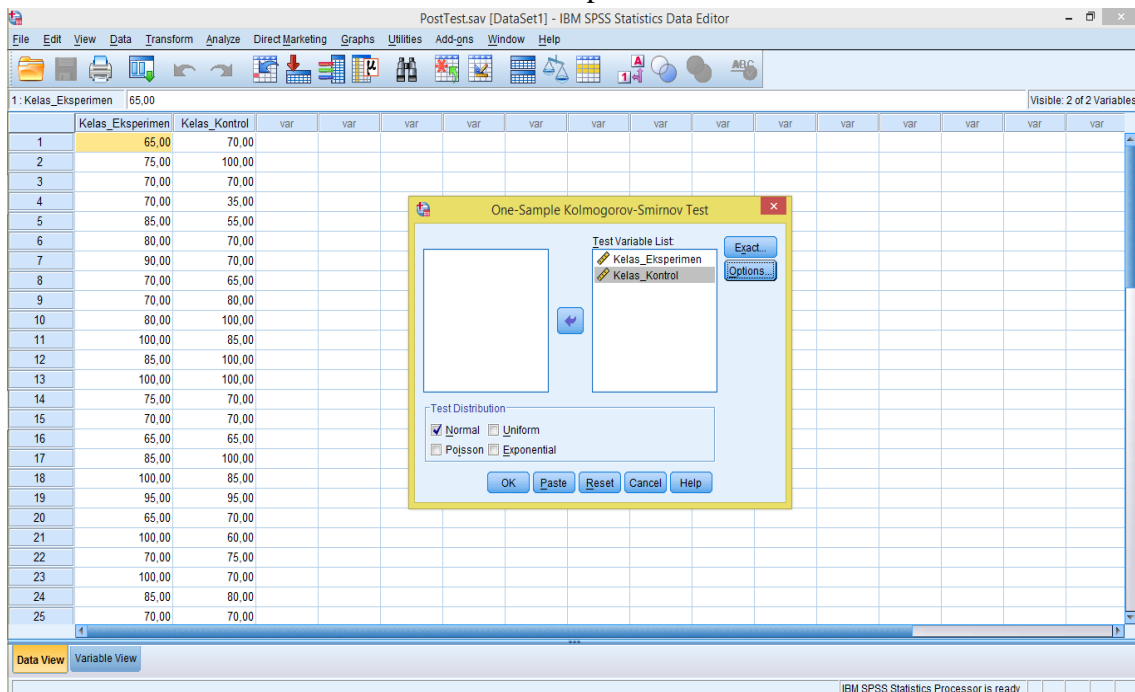 PostTest.sav [DataSet1] - IBM SPSS Statistics Data Editor
File Edit View Data Transform Analyze Direct Marketing Graphs Utilities Add-ons Window Help
1 : Kelas_Eksperimen 65,00 Visible: 2 of 2 Variables
Kelas_Eksperimen Kelas_Kontrol var var var var var var var var var var var var var var
1 65,00 70,00
2 75,00 100,00
3 70,00 70,00
4 70,00 35,00
5 85,00 55,00
6 80,00 70,00
7 90,00 70,00
8 70,00 65,00
9 70,00 80,00
10 80,00 100,00
11 100,00 85,00
12 85,00 100,00
13 100,00 100,00
14 75,00 70,00
15 70,00 70,00
16 65,00 65,00
17 85,00 100,00
18 100,00 85,00
19 95,00 95,00
20 65,00 70,00
21 100,00 60,00
22 70,00 75,00
23 100,00 70,00
24 85,00 80,00
25 70,00 70,00
One-Sample Kolmogorov-Smirnov Test
Test Variable List:
Kelas_Eksperimen
Kelas_Kontrol
Exact...
Options...
Test Distribution
Normal Uniform
Poisson Exponential
OK Paste Reset Cancel Help
Data View Variable View
IBM SPSS Statistics Processor is ready